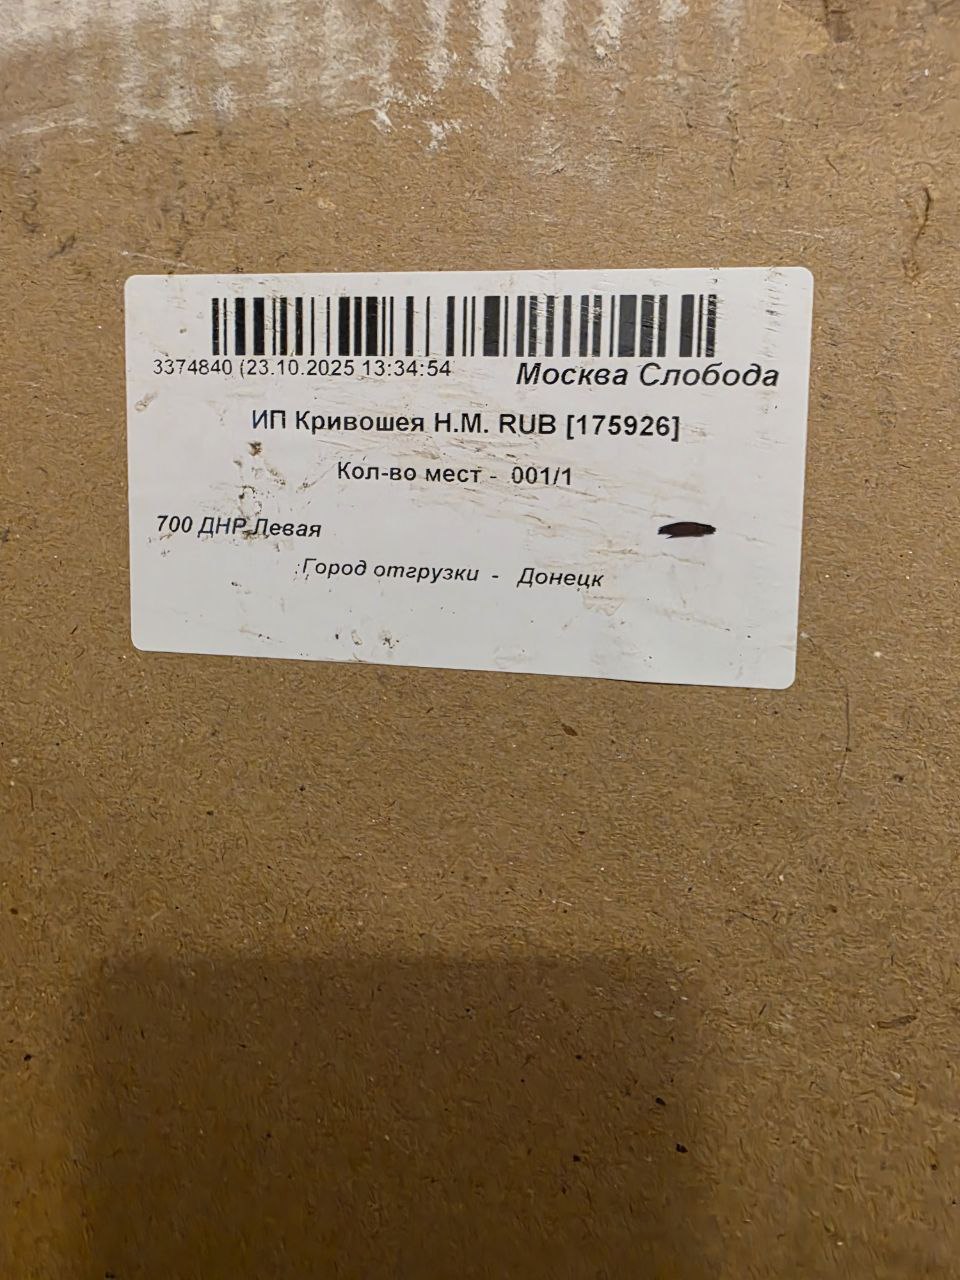 3374840 (23.10.2025 13:34:54
Москва Слобода
ИП Кривошея Н.М. RUB [175926]
Кол-во мест - 001/1
700 ДНР Левая
Город отгрузки - Донецк